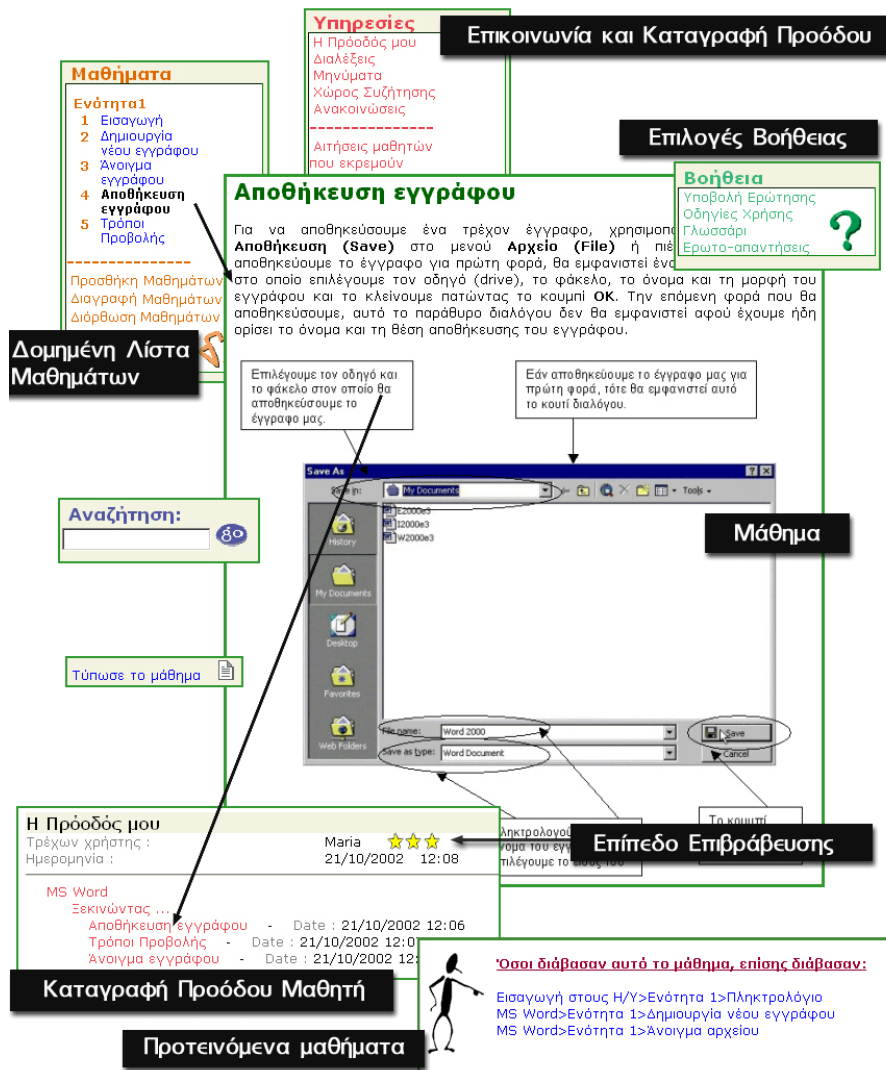 Υπηρεσίες
Η Πρόοδός μου
Διαλέξεις
Μηνύματα
Χώρος Συζήτησης
Ανακοινώσεις
Αιτήσεις μαθητών
που εκρεμούν
Επικοινωνία και Καταγραφή Προόδου
Μαθήματα
Ενότητα1
1 Εισαγωγή
2 Δημιουργία
νέου εγγράφου
3 Άνοιγμα
εγγράφου
4 Αποθήκευση
εγγράφου
5 Τρόποι
Προβολής
Προσθήκη Μαθημάτων
Διαγραφή Μαθημάτων
Διόρθωση Μαθημάτων
Δομημένη Λίστα
Μαθημάτων
Επιλογές Βοήθειας
Βοήθεια
Υποβολή Ερώτησης
Οδηγίες Χρήσης
Γλωσσάρι
Ερωτο-απαντήσεις
?
Αποθήκευση εγγράφου
Για να αποθηκεύσουμε ένα τρέχον έγγραφο,
Αποθήκευση (Save) στο μενού Αρχείο (File) ή
αποθηκεύουμε το έγγραφο για πρώτη φορά, θα εμφανιστεί
στο οποίο επιλέγουμε τον οδηγό (drive), το φάκελο, το όνομα και τη μορφή του
εγγράφου και το κλείνουμε πατώντας το κουμπί OK. Την επόμενη φορά που θα
αποθηκεύσουμε, αυτό το παράθυρο διαλόγου δεν θα εμφανιστεί αφού έχουμε ήδη
ορίσει το όνομα και τη θέση αποθήκευσης του εγγράφου.
Επιλέγουμε τον οδηγό και
το φάκελο στον οποίο θα
αποθηκεύσουμε το
έγγραφο μας.
Εάν αποθηκεύουμε το έγγραφο μας για
πρώτη φορά, τότε θα εμφανιστεί αυτό
το κουτί διαλόγου.
Save As
Save in: My Documents Tools
E2000e3
I2000e3
W2000e3
History
My Documents
Desktop
Favorites
Web Folders
File name: Word 2000 Save
Save as type: Word Document Cancel
Μάθημα
Αναζήτηση:
go
Τύπωσε το μάθημα
Το κουμπί
Επίπεδο Επιβράβευσης
Η Πρόοδός μου
Τρέχων χρήστης : Maria
Ημερομηνία : 21/10/2002 12:08
MS Word
Ξεκινώντας ...
Αποθήκευση εγγράφου - Date : 21/10/2002 12:06
Τρόποι Προβολής - Date : 21/10/2002
Άνοιγμα εγγράφου - Date : 21/10/2002
Καταγραφή Προόδου Μαθητή
Προτεινόμενα μαθήματα
Όσοι διάβασαν αυτό το μάθημα, επίσης διάβασαν:
Εισαγωγή στους Η/Υ>Ενότητα 1>Πληκτρολόγιο
MS Word>Ενότητα 1>Δημιουργία νέου εγγράφου
MS Word>Ενότητα 1>Άνοιγμα αρχείου